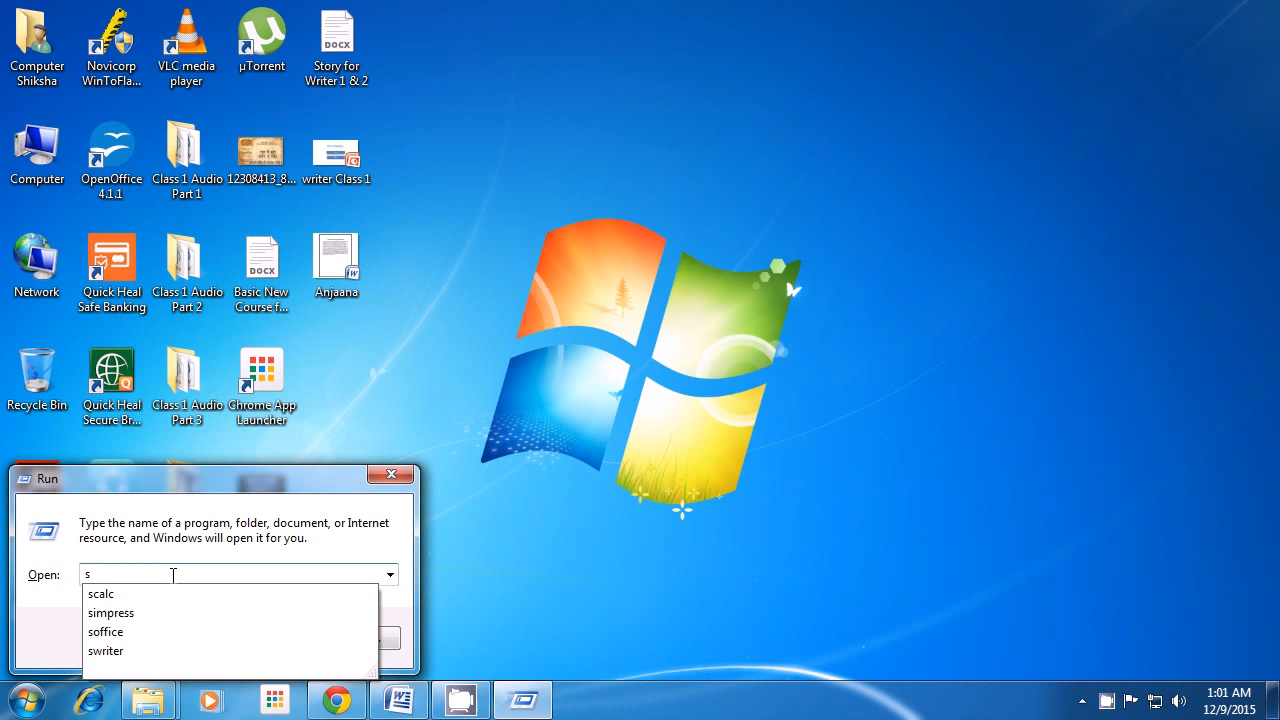 Computer
Shiksha
Novicorp
WinToFla...
VLC media
player
µTorrent
Story for
Writer 1 & 2
DOCX
Computer
OpenOffice
4.1.1
Class 1 Audio
Part 1
12308413_8...
writer Class 1
Network
Quick Heal
Safe Banking
Class 1 Audio
Part 2
DOCX
Basic New
Course f...
Anjaana
Recycle Bin
Quick Heal
Secure Br...
Class 1 Audio
Part 3
Chrome App
Launcher
Run
Type the name of a program, folder, document, or Internet
resource, and Windows will open it for you.
Open:
s
scalc
simpress
soffice
swriter
1:01 AM
12/9/2015